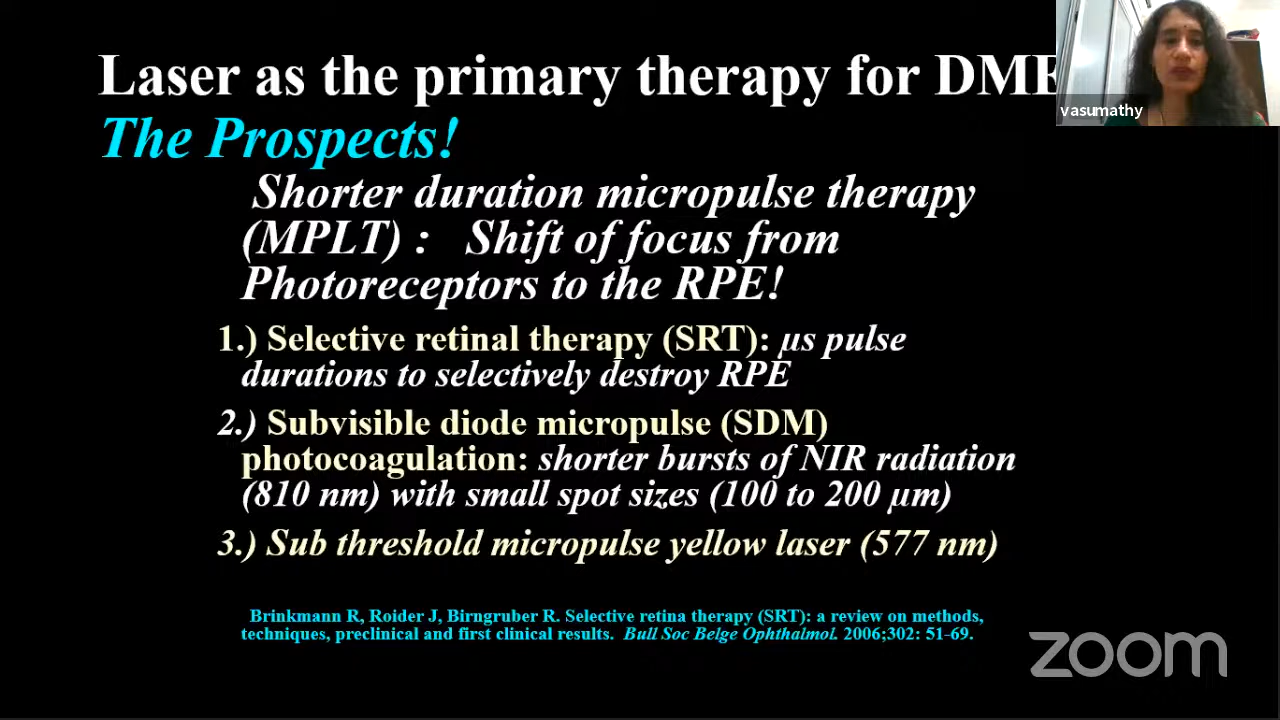 Laser as the primary therapy for DME
The Prospects!
Shorter duration micropulse therapy
(MPLT) : Shift of focus from
Photoreceptors to the RPE!
1.) Selective retinal therapy (SRT): µs pulse
durations to selectively destroy RPE
2.) Subvisible diode micropulse (SDM)
photocoagulation: shorter bursts of NIR radiation
(810 nm) with small spot sizes (100 to 200 µm)
3.) Sub threshold micropulse yellow laser (577 nm)
Brinkmann R, Roider J, Birngruber R. Selective retina therapy (SRT): a review on methods,
techniques, preclinical and first clinical results. Bull Soc Belge Ophthalmol. 2006;302: 51-69.
vasumathy
zoom